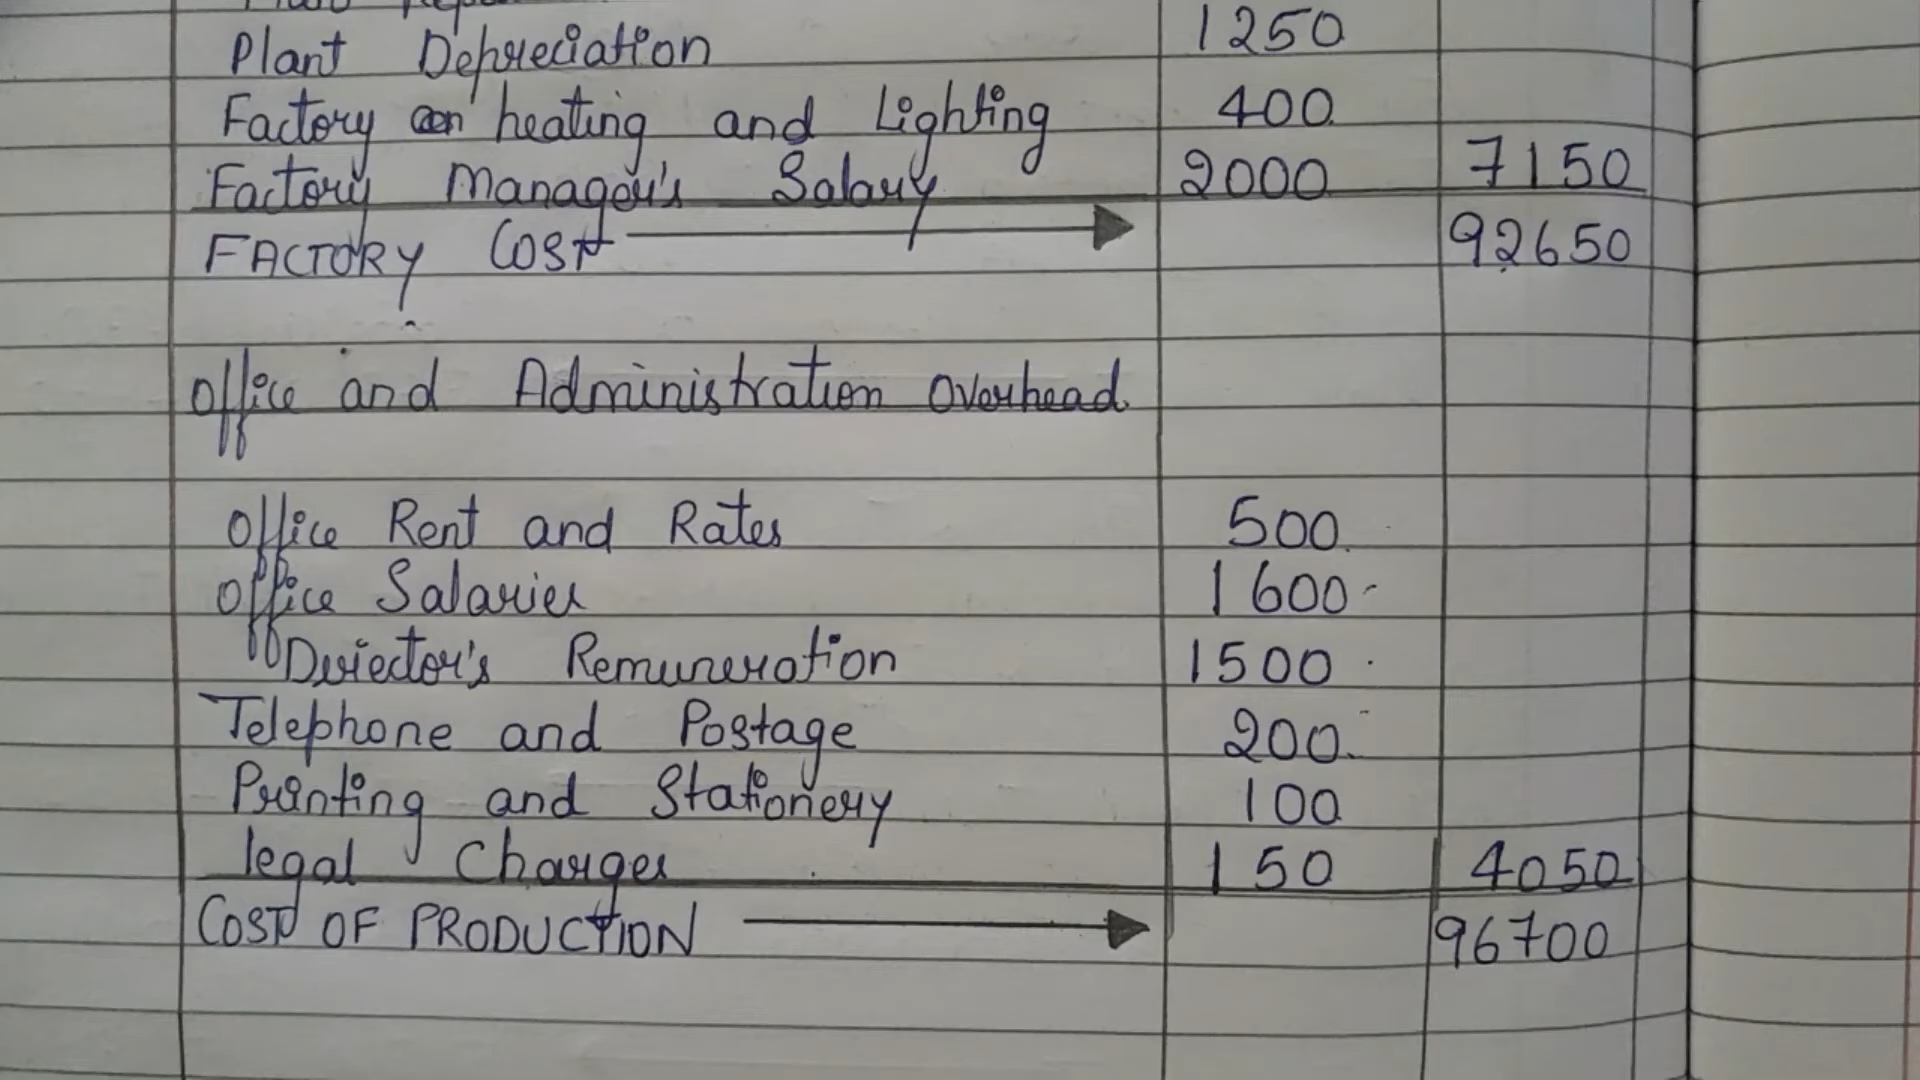 Plant Depreciation 1250
Factory heating and Lighting 400
Factory Manager's Salary 2000 7150
FACTORY COST 92650
Office and Administration Overhead
Office Rent and Rates 500
Office Salaries 1600
Director's Remuneration 1500
Telephone and Postage 200
Printing and Stationery 100
legal Charges 150 4050
COST OF PRODUCTION 96700